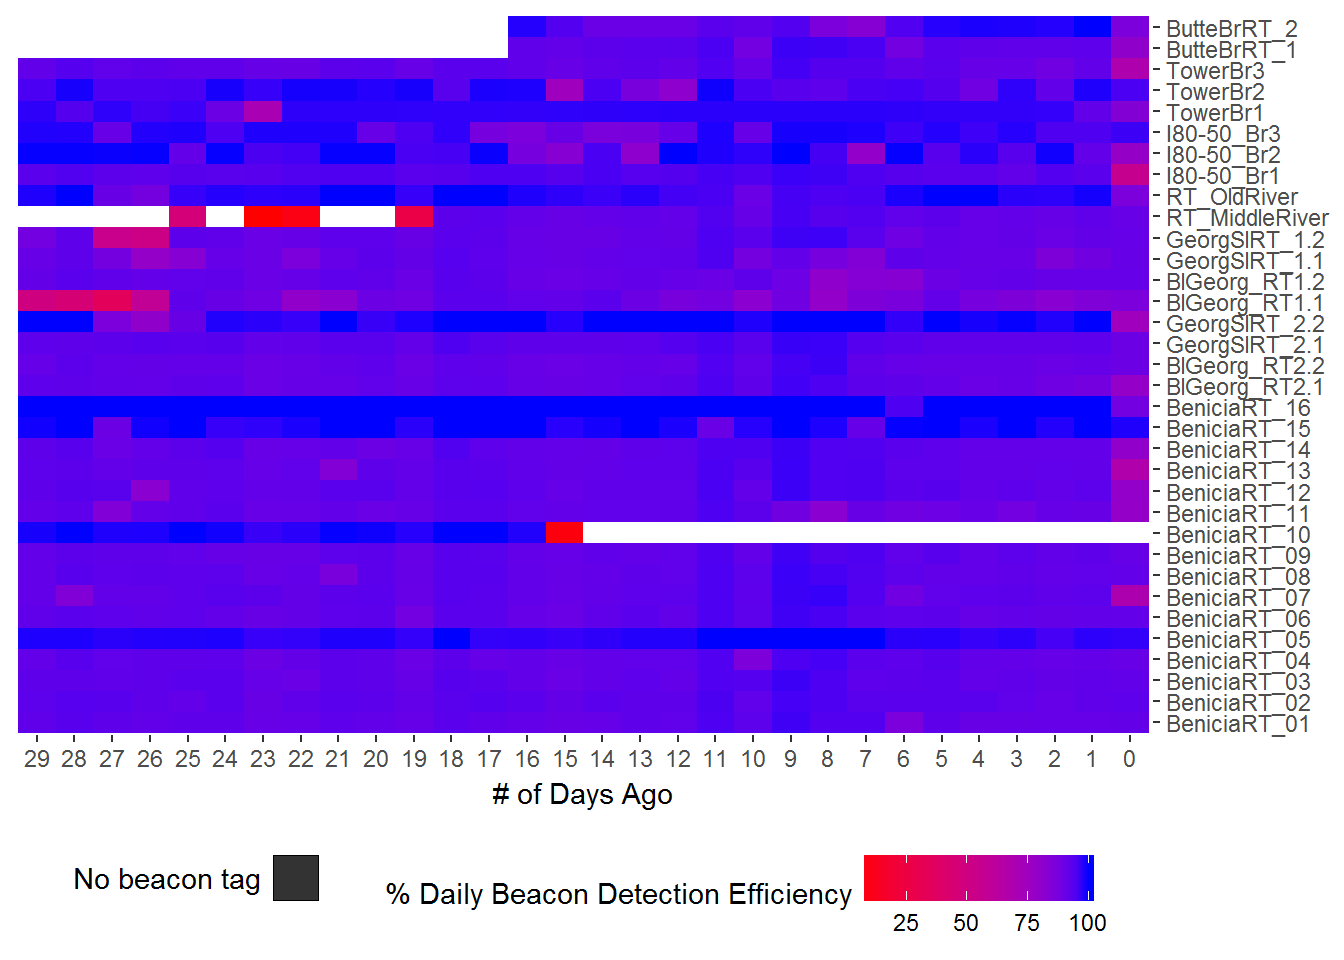 ButteBrRT_2
ButteBrRT_1
TowerBr3
TowerBr2
TowerBr1
I80-50_Br3
I80-50_Br2
I80-50_Br1
RT_OldRiver
RT_MiddleRiver
GeorgSlRT_1.2
GeorgSlRT_1.1
BlGeorg_RT1.2
BlGeorg_RT1.1
GeorgSlRT_2.2
GeorgSlRT_2.1
BlGeorg_RT2.2
BlGeorg_RT2.1
BeniciaRT_16
BeniciaRT_15
BeniciaRT_14
BeniciaRT_13
BeniciaRT_12
BeniciaRT_11
BeniciaRT_10
BeniciaRT_09
BeniciaRT_08
BeniciaRT_07
BeniciaRT_06
BeniciaRT_05
BeniciaRT_04
BeniciaRT_03
BeniciaRT_02
BeniciaRT_01
29 28 27 26 25 24 23 22 21 20 19 18 17 16 15 14 13 12 11 10 9 8 7 6 5 4 3 2 1 0
# of Days Ago
No beacon tag
% Daily Beacon Detection Efficiency
25 50 75 100